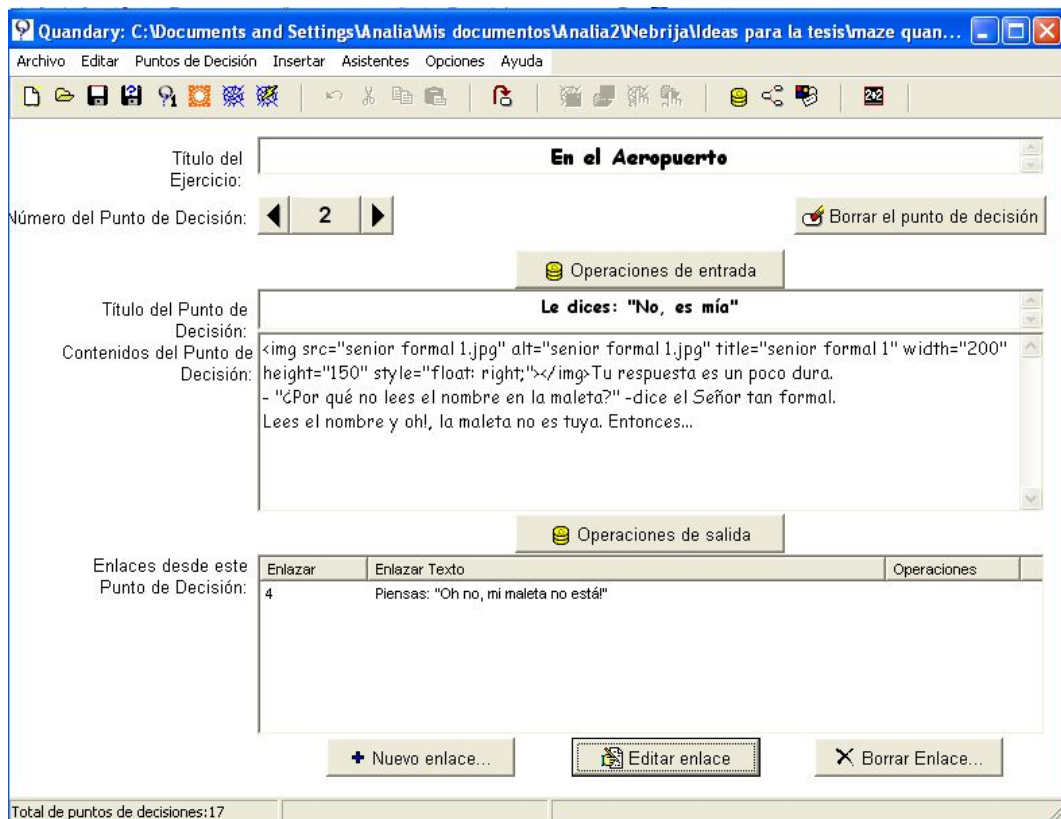 Quandary: C:\Documents and Settings\Analia\Mis documentos\Analia2\Nebrija\Ideas para la tesis\maze quan...
Archivo Editar Puntos de Decisión Insertar Asistentes Opciones Ayuda
Título del Ejercicio:
En el Aeropuerto
Número del Punto de Decisión:
2
Borrar el punto de decisión
Operaciones de entrada
Título del Punto de Decisión:
Le dices: "No, es mía"
Contenidos del Punto de Decisión:
<img src="senior formal 1.jpg" alt="senior formal 1.jpg" title="senior formal 1" width="200"
height="150" style="float: right;"></img>Tu respuesta es un poco dura.
- "¿Por qué no lees el nombre en la maleta?" -dice el Señor tan formal.
Lees el nombre y oh!, la maleta no es tuya. Entonces...
Operaciones de salida
Enlaces desde este Punto de Decisión:
Enlazar Enlazar Texto Operaciones
4 Piensas: "Oh no, mi maleta no está!"
Nuevo enlace... Editar enlace Borrar Enlace...
Total de puntos de decisiones:17